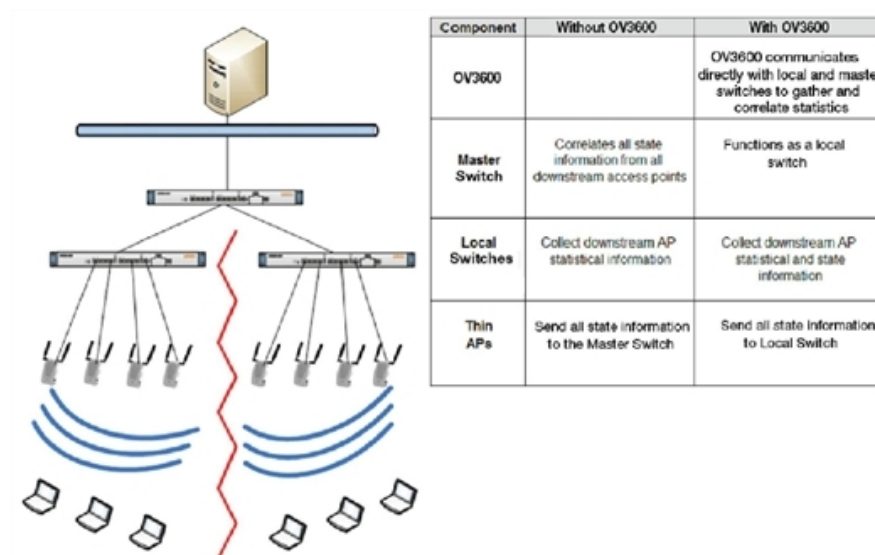 Component Without OV3600 With OV3600
OV3600
OV3600 communicates
directly with local and maste
switches to gather and
correlate statistics
Master
Switch
Correlates all state
information from all
downstream access points
Functions as a local
switch
Local
Switches
Collect downstream AP
statistical information
Collect downstream AP
statistical and state
information
Thin
APs
Send all state information
to the Master Switch
Send all state information
to Local Switch